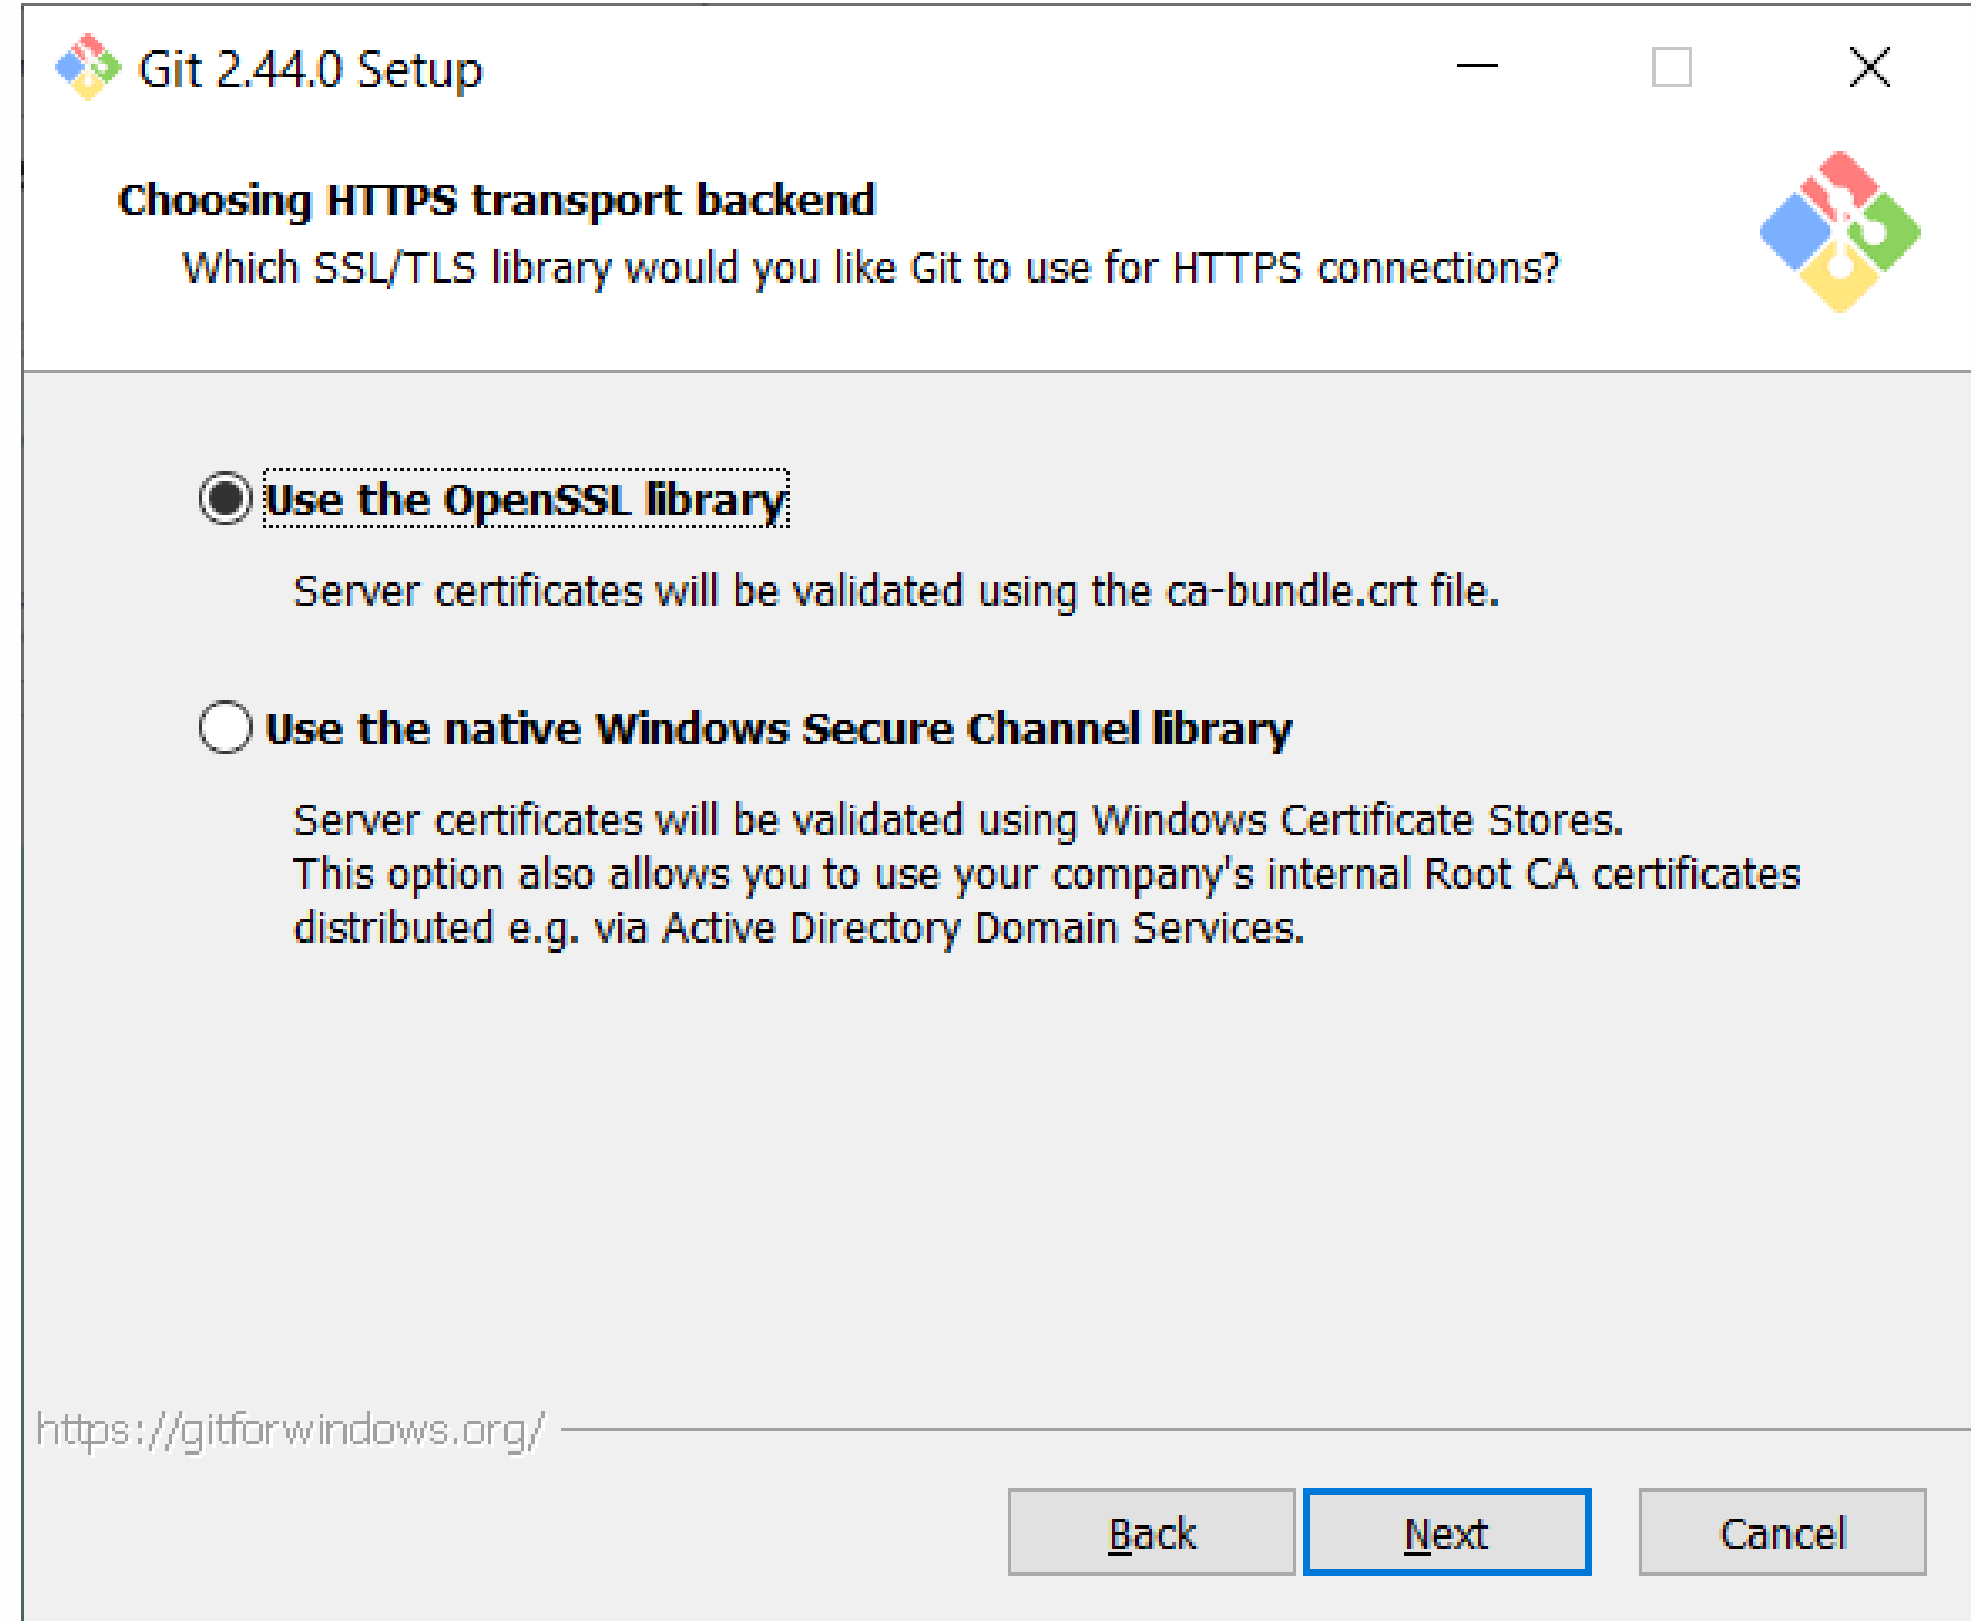 Git 2.44.0 Setup
Choosing HTTPS transport backend
Which SSL/TLS library would you like Git to use for HTTPS connections?
Use the OpenSSL library
Server certificates will be validated using the ca-bundle.crt file.
Use the native Windows Secure Channel library
Server certificates will be validated using Windows Certificate Stores.
This option also allows you to use your company's internal Root CA certificates
distributed e.g. via Active Directory Domain Services.
https://gitforwindows.org/
Back Next Cancel